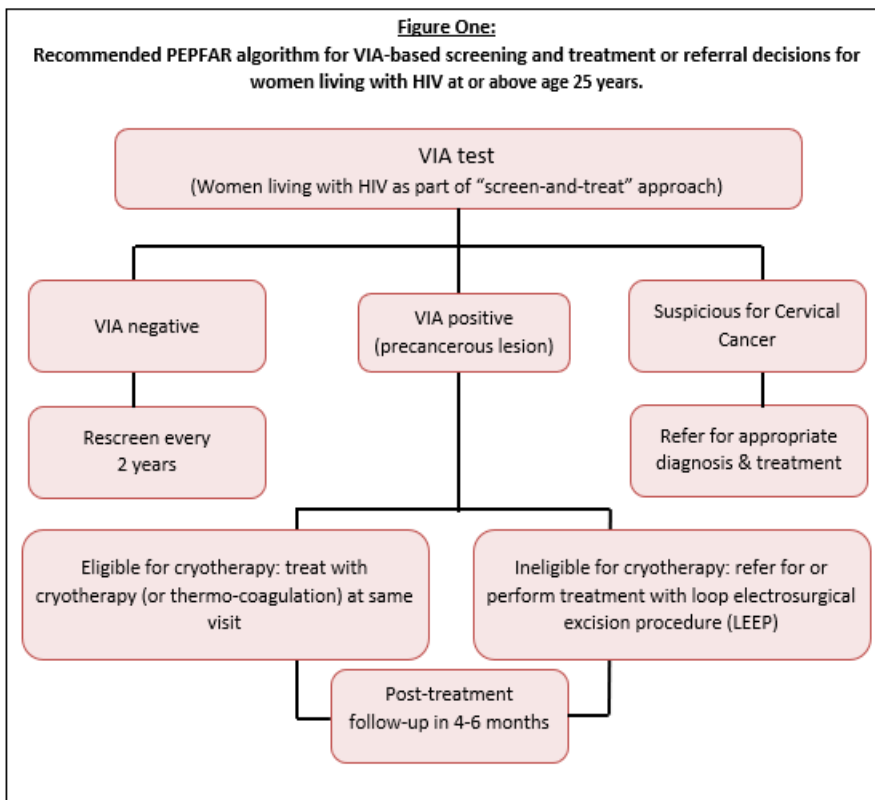 Figure One:
Recommended PEPFAR algorithm for VIA-based screening and treatment or referral decisions for
women living with HIV at or above age 25 years.
VIA test
(Women living with HIV as part of “screen-and-treat” approach)
VIA negative
VIA positive
(precancerous lesion)
Suspicious for Cervical
Cancer
Rescreen every
2 years
Refer for appropriate
diagnosis & treatment
Eligible for cryotherapy: treat with
cryotherapy (or thermo-coagulation) at same
visit
Ineligible for cryotherapy: refer for or
perform treatment with loop electrosurgical
excision procedure (LEEP)
Post-treatment
follow-up in 4-6 months